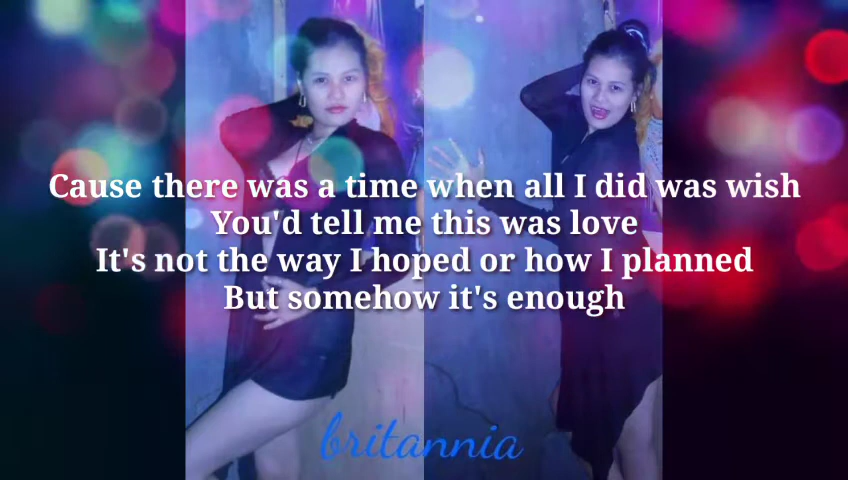 Cause there was a time when all I did was wish
You'd tell me this was love
It's not the way I hoped or how I planned
But somehow it's enough
britannia